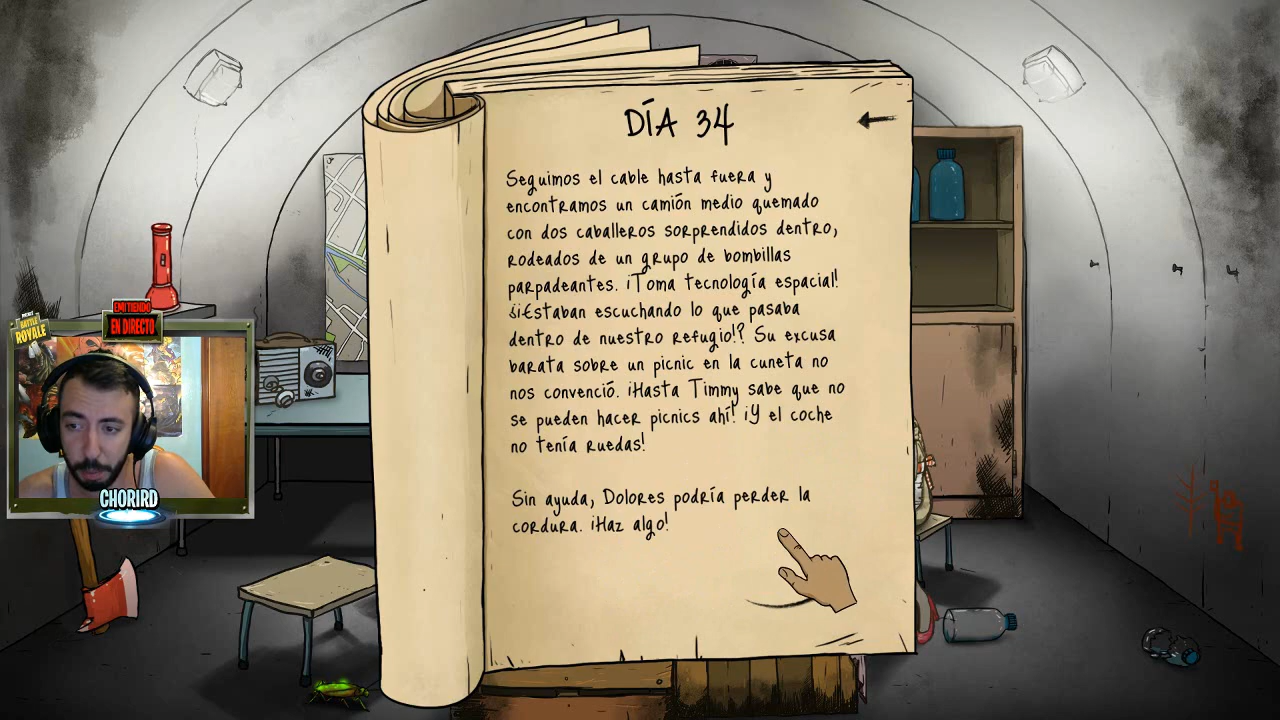 DÍA 34
Seguimos el cable hasta fuera y
encontramos un camión medio quemado
con dos caballeros sorprendidos dentro,
rodeados de un grupo de bombillas
parpadeantes. ¡Toma tecnología espacial!
¿¡Estaban escuchando lo que pasaba
dentro de nuestro refugio!? Su excusa
barata sobre un picnic en la cuneta no
nos convenció. ¡Hasta Timmy sabe que no
se pueden hacer picnics ahí! ¡Y el coche
no tenía ruedas!
Sin ayuda, Dolores podría perder la
cordura. ¡Haz algo!
EMITIENDO
EN DIRECTO
BATTLE
ROYALE
CHORIRD